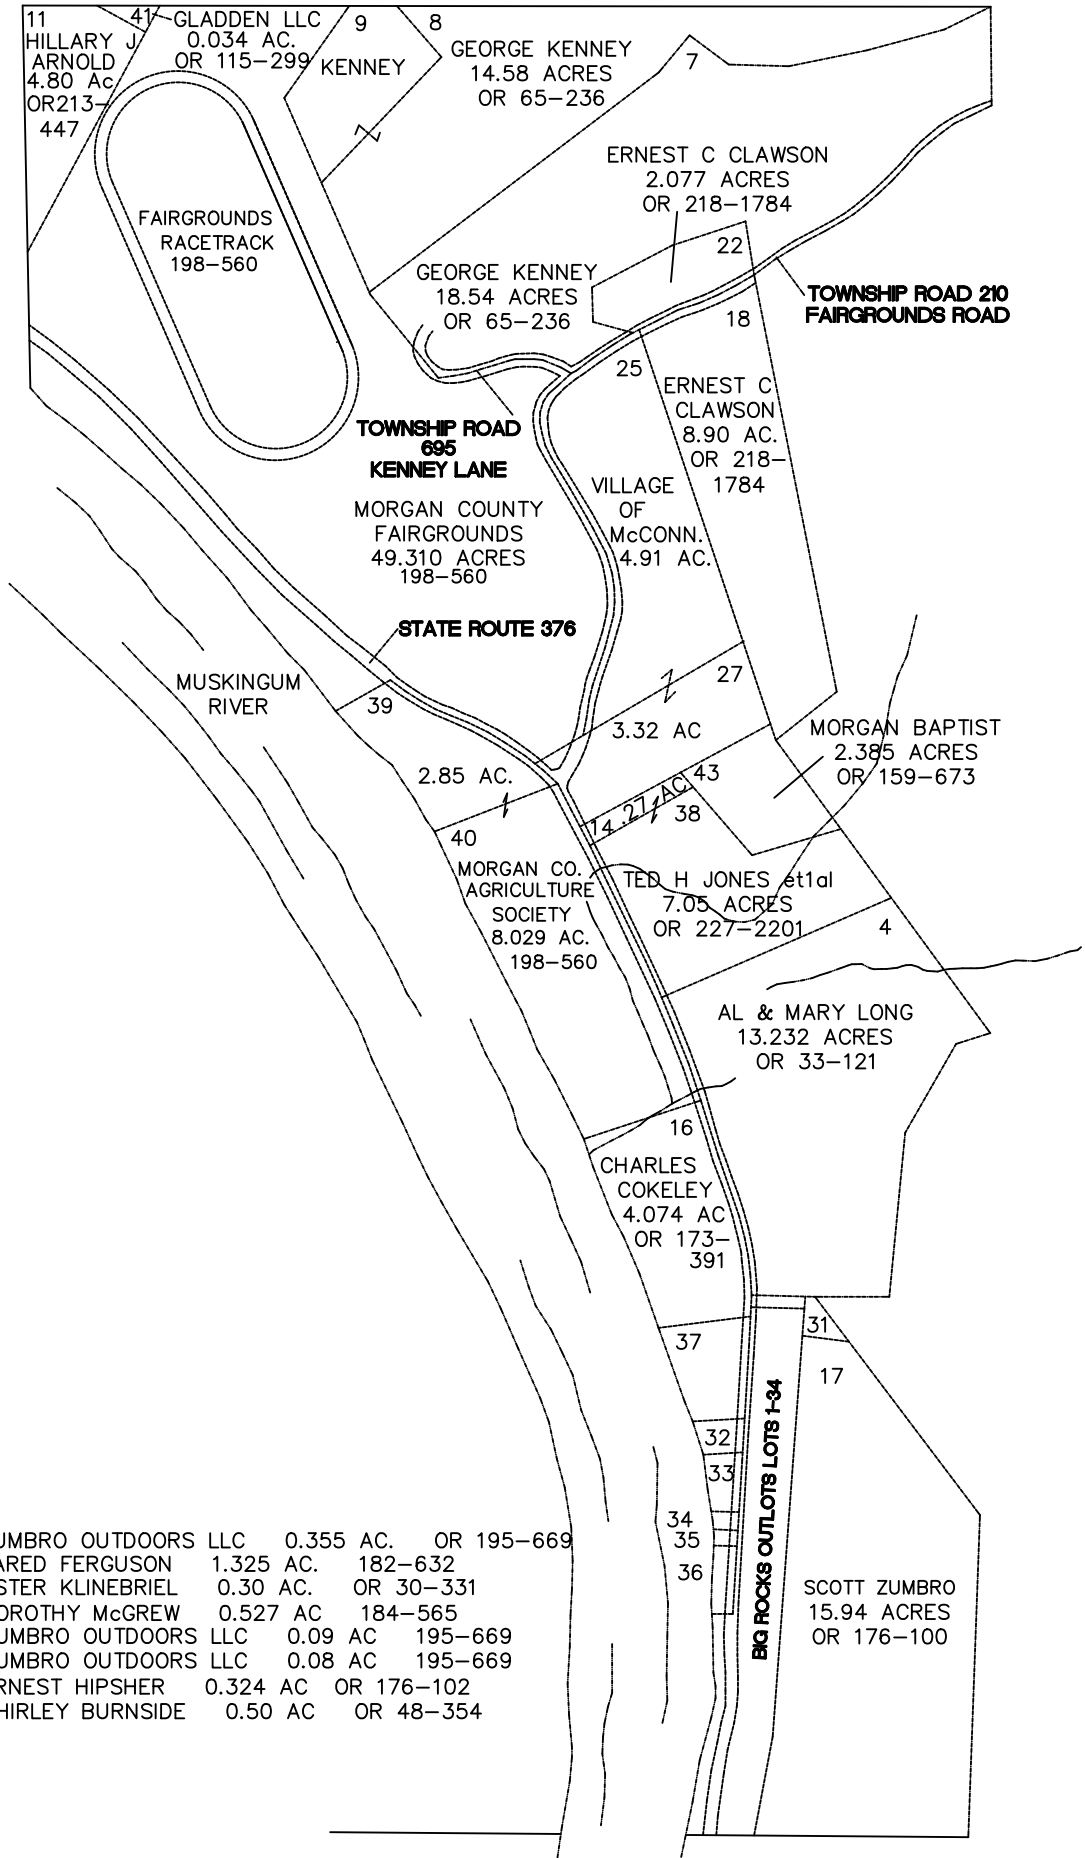 11
41
GLADDEN LLC
0.034 AC.
OR 115-299
HILLARY J
ARNOLD
4.80 Ac
OR213-
447
9
KENNEY
8
GEORGE KENNEY
14.58 ACRES
OR 65-236
7
ERNEST C CLAWSON
2.077 ACRES
OR 218-1784
22
FAIRGROUNDS
RACETRACK
198-560
GEORGE KENNEY
18.54 ACRES
OR 65-236
TOWNSHIP ROAD 210
FAIRGROUNDS ROAD
18
25
ERNEST C
CLAWSON
8.90 AC.
OR 218-
1784
TOWNSHIP ROAD
695
KENNEY LANE
VILLAGE
OF
McCONN.
4.91 AC.
MORGAN COUNTY
FAIRGROUNDS
49.310 ACRES
198-560
STATE ROUTE 376
MUSKINGUM
RIVER
39
27
3.32 AC
MORGAN BAPTIST
2.385 ACRES
OR 159-673
2.85 AC.
43
14.27 AC
38
40
MORGAN CO.
AGRICULTURE
SOCIETY
8.029 AC.
198-560
TED H JONES et1al
7.05 ACRES
OR 227-2201
4
AL & MARY LONG
13.232 ACRES
OR 33-121
16
CHARLES
COKELEY
4.074 AC
OR 173-
391
37
31
17
32
33
34
35
36
BIG ROCKS OUTLOTS LOTS 1-34
SCOTT ZUMBRO
15.94 ACRES
OR 176-100
UMBRO OUTDOORS LLC 0.355 AC. OR 195-669
ARED FERGUSON 1.325 AC. 182-632
STER KLINEBRIEL 0.30 AC. OR 30-331
OROTHY McGREW 0.527 AC 184-565
UMBRO OUTDOORS LLC 0.09 AC 195-669
UMBRO OUTDOORS LLC 0.08 AC 195-669
RNEST HIPSHER 0.324 AC OR 176-102
HIRLEY BURNSIDE 0.50 AC OR 48-354